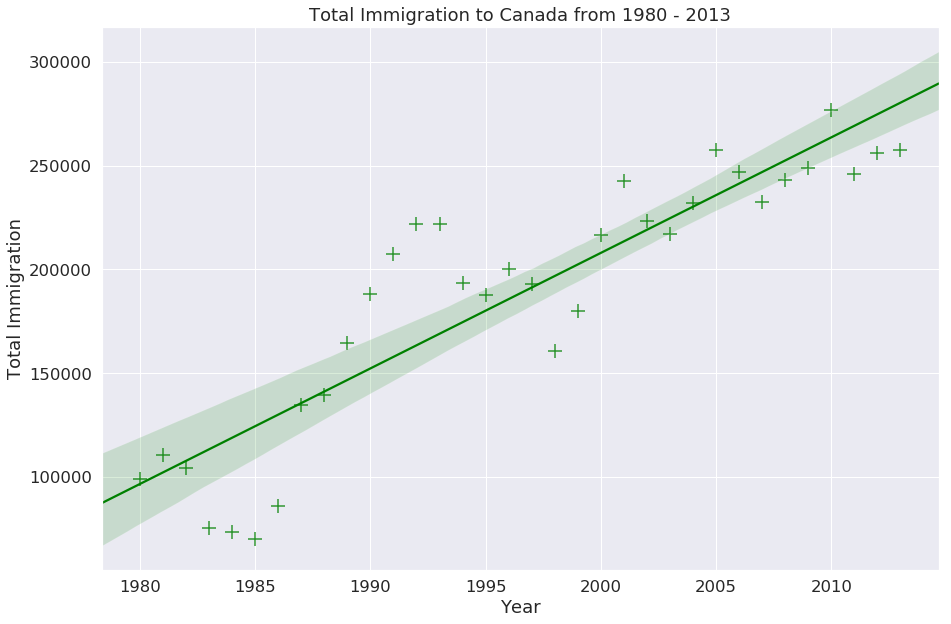 Total Immigration to Canada from 1980 - 2013
300000
250000
200000
150000
100000
Total Immigration
1980 1985 1990 1995 2000 2005 2010
Year